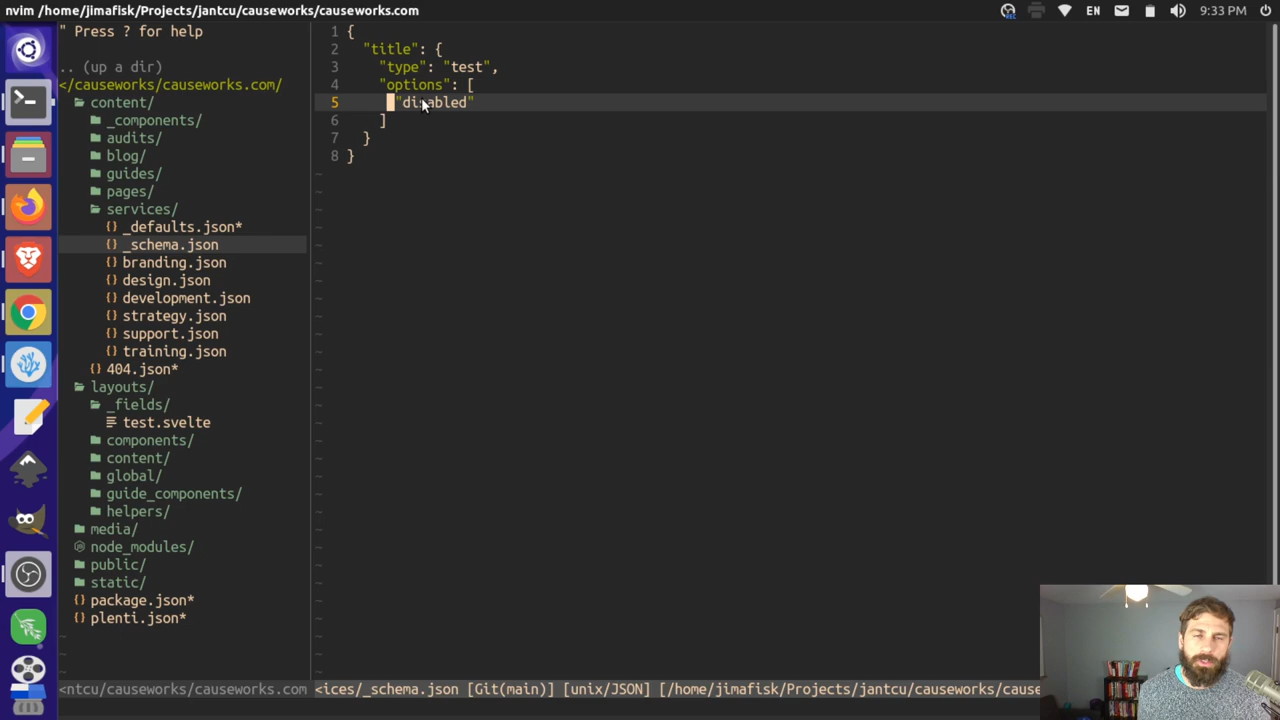 nvim /home/jimafisk/Projects/jantcu/causeworks/causeworks.com
EN
9:33 PM
" Press ? for help
.. (up a dir)
</causeworks/causeworks.com/
content/
_components/
audits/
blog/
guides/
pages/
services/
_defaults.json*
_schema.json
branding.json
design.json
development.json
strategy.json
support.json
training.json
404.json*
layouts/
_fields/
test.svelte
components/
content/
global/
guide_components/
helpers/
media/
node_modules/
public/
static/
package.json*
plenti.json*
~
~
~
<ntcu/causeworks/causeworks.com
1 {
2 "title": {
3 "type": "test",
4 "options": [
5 "disabled"
6 ]
7 }
8 }
<ices/_schema.json [Git(main)] [unix/JSON] [/home/jimafisk/Projects/jantcu/causeworks/cause